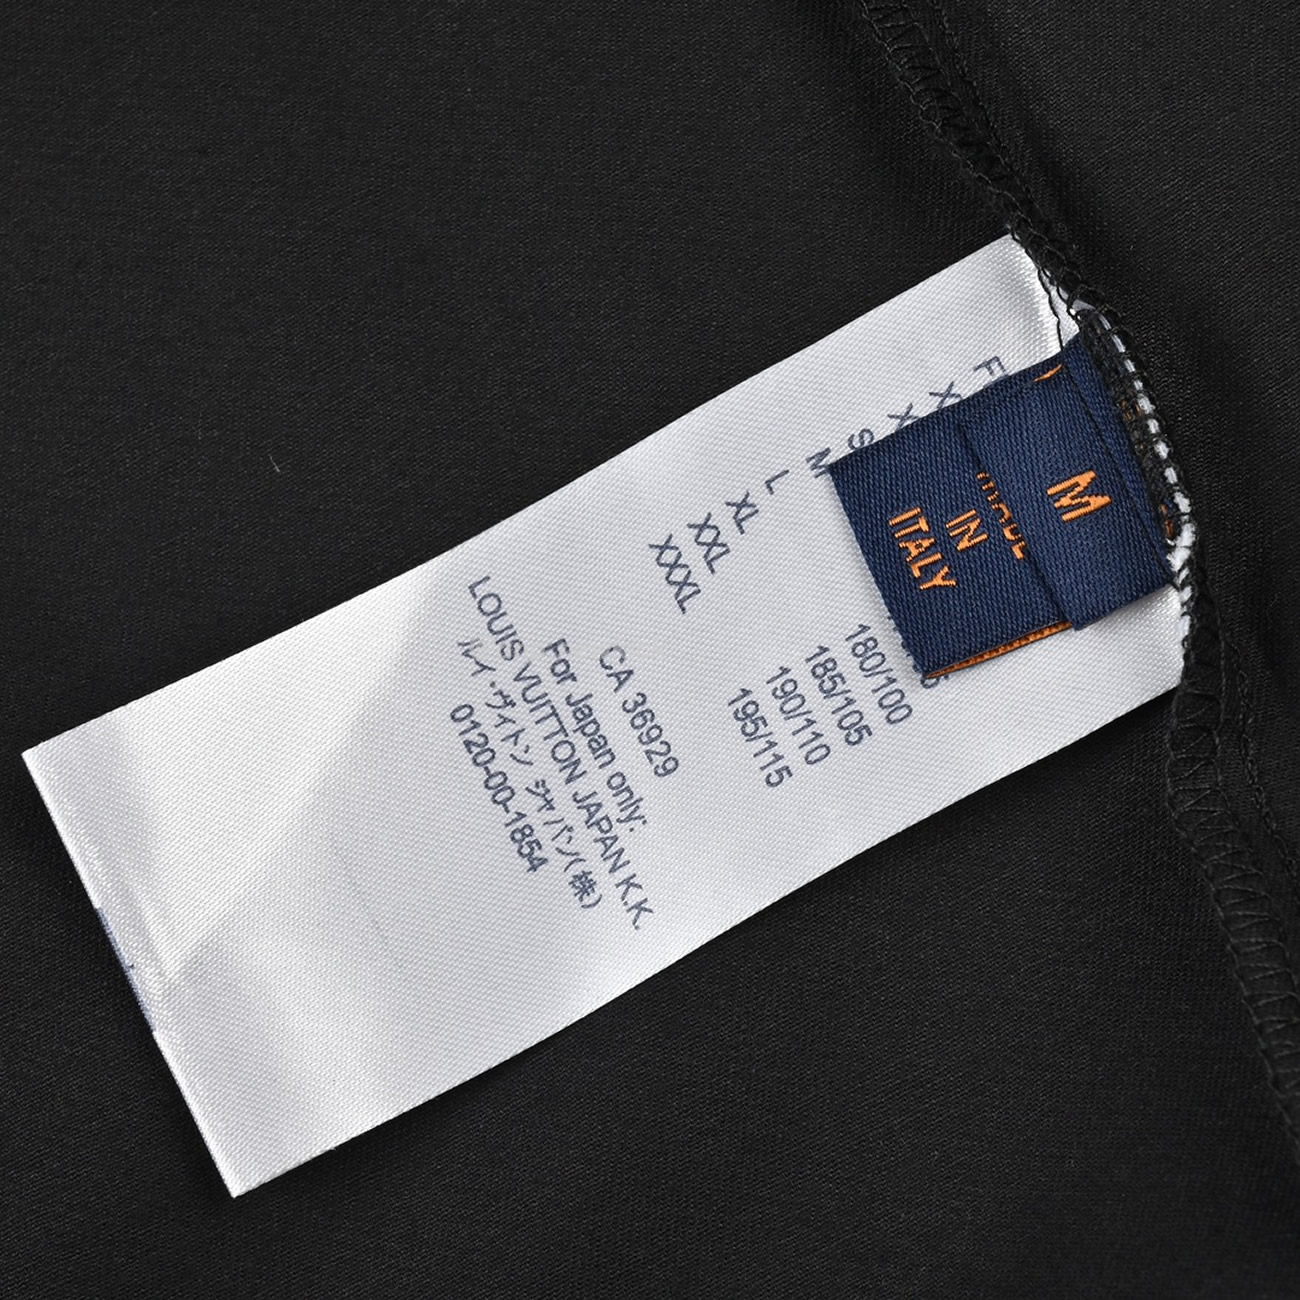 M
MADE
IN
ITALY
M
L
XL 180/100
XXL 185/105
XXXL 190/110
195/115
CA 36929
For Japan only:
LOUIS VUITTON JAPAN K.K.
ルイ・ヴィトン ジャパン(株)
0120-00-1854